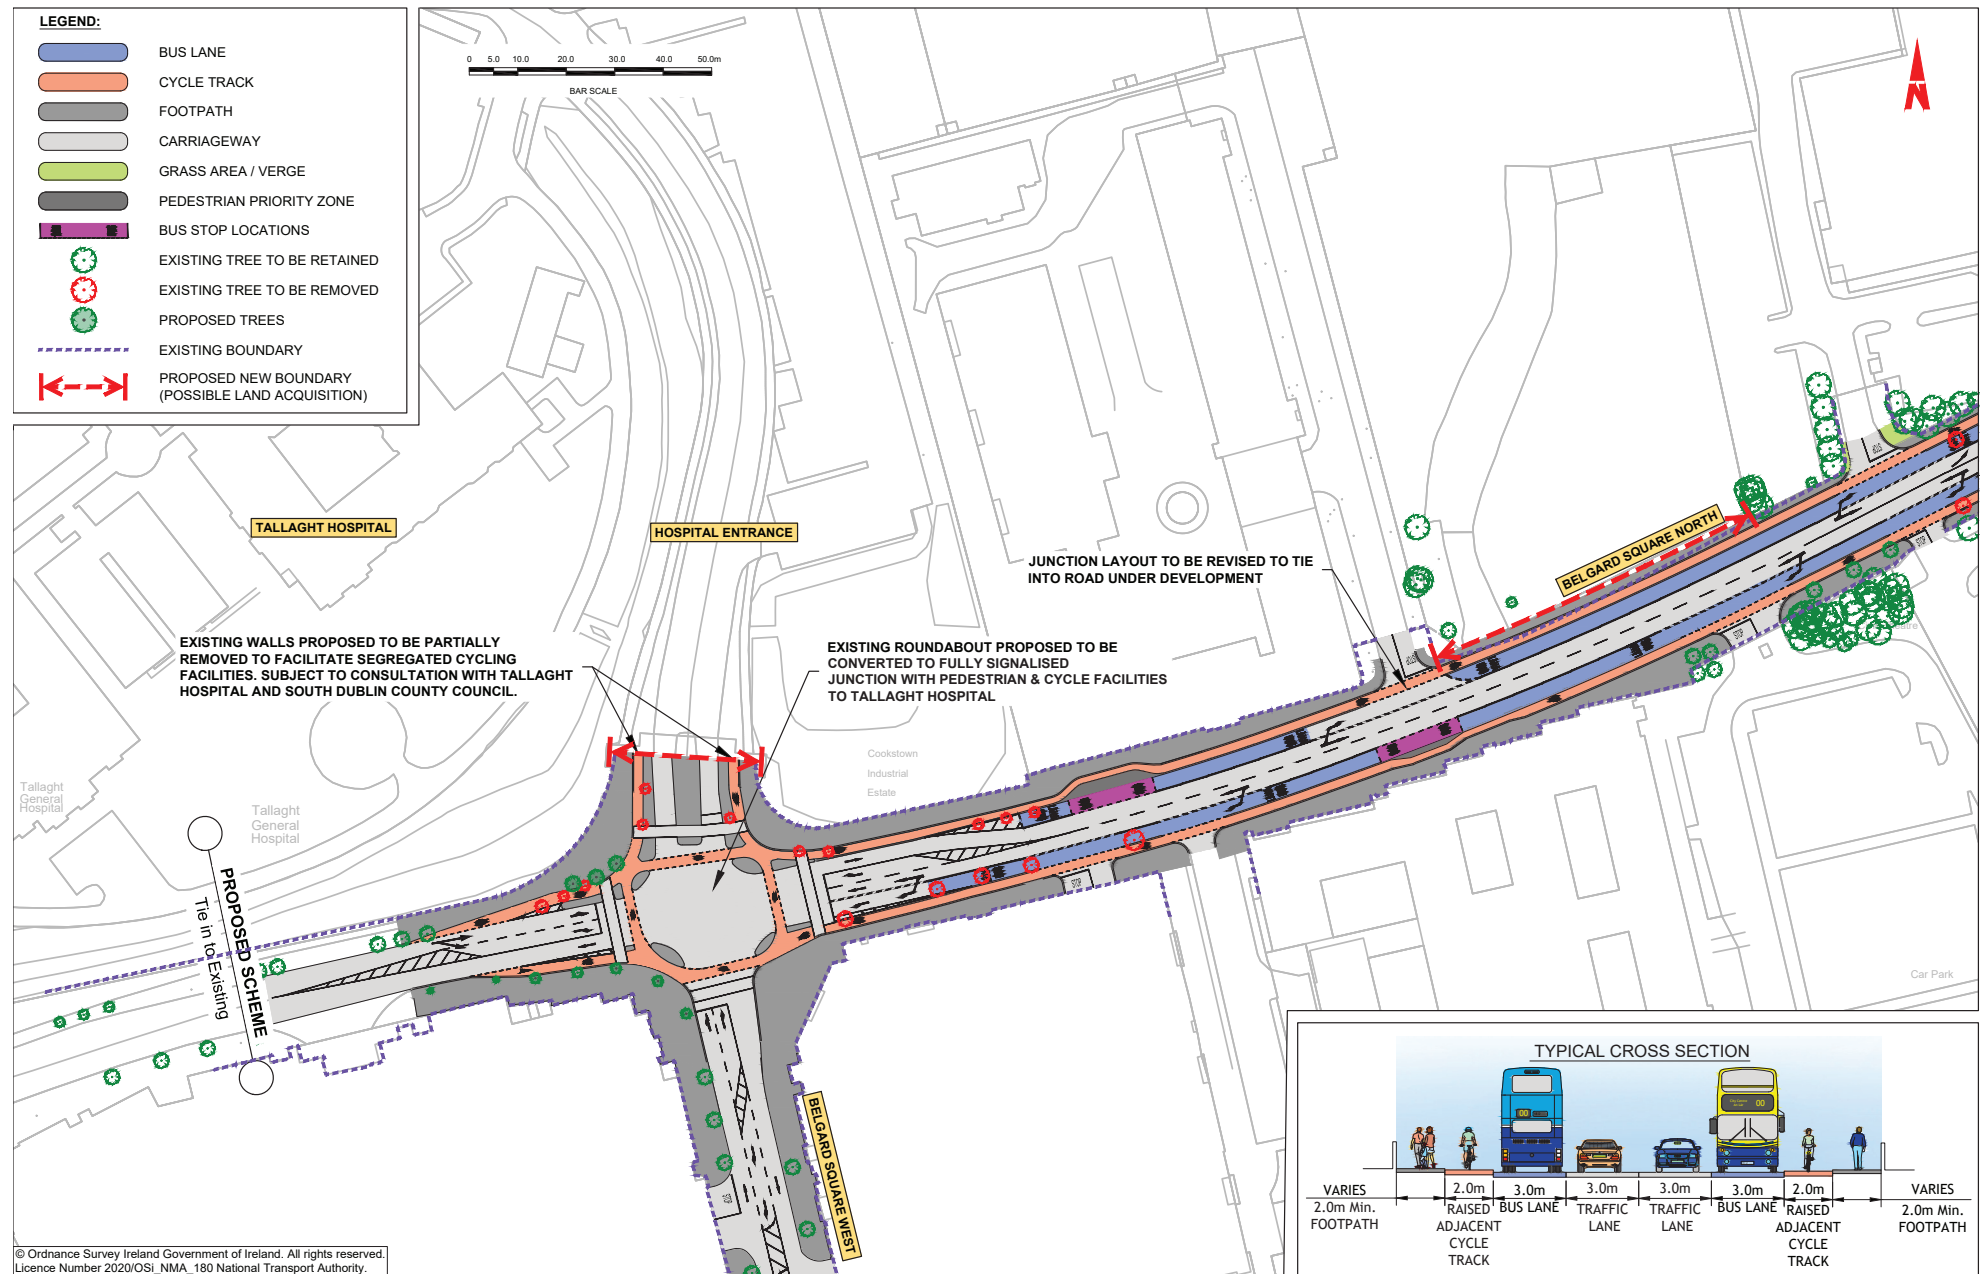 LEGEND:
BUS LANE
CYCLE TRACK
FOOTPATH
CARRIAGEWAY
GRASS AREA / VERGE
PEDESTRIAN PRIORITY ZONE
BUS STOP LOCATIONS
EXISTING TREE TO BE RETAINED
EXISTING TREE TO BE REMOVED
PROPOSED TREES
EXISTING BOUNDARY
PROPOSED NEW BOUNDARY
(POSSIBLE LAND ACQUISITION)
0 5.0 10.0 20.0 30.0 40.0 50.0m
BAR SCALE
N
TALLAGHT HOSPITAL
HOSPITAL ENTRANCE
BELGARD SQUARE NORTH
JUNCTION LAYOUT TO BE REVISED TO TIE
INTO ROAD UNDER DEVELOPMENT
EXISTING WALLS PROPOSED TO BE PARTIALLY
REMOVED TO FACILITATE SEGREGATED CYCLING
FACILITIES. SUBJECT TO CONSULTATION WITH TALLAGHT
HOSPITAL AND SOUTH DUBLIN COUNTY COUNCIL.
EXISTING ROUNDABOUT PROPOSED TO BE
CONVERTED TO FULLY SIGNALISED
JUNCTION WITH PEDESTRIAN & CYCLE FACILITIES
TO TALLAGHT HOSPITAL
Cookstown
Industrial
Estate
Tallaght
General
Hospital
Tallaght
General
Hospital
PROPOSED SCHEME
Tie in to Existing
STOP
STOP
STOP
STOP
STOP
STOP
Car Park
BELGARD SQUARE WEST
TYPICAL CROSS SECTION
00
00
VARIES
2.0m Min.
FOOTPATH
2.0m
RAISED
ADJACENT
CYCLE
TRACK
3.0m
BUS LANE
3.0m
TRAFFIC
LANE
3.0m
TRAFFIC
LANE
3.0m
BUS LANE
2.0m
RAISED
ADJACENT
CYCLE
TRACK
VARIES
2.0m Min.
FOOTPATH
© Ordnance Survey Ireland Government of Ireland. All rights reserved.
Licence Number 2020/OSi_NMA_180 National Transport Authority.